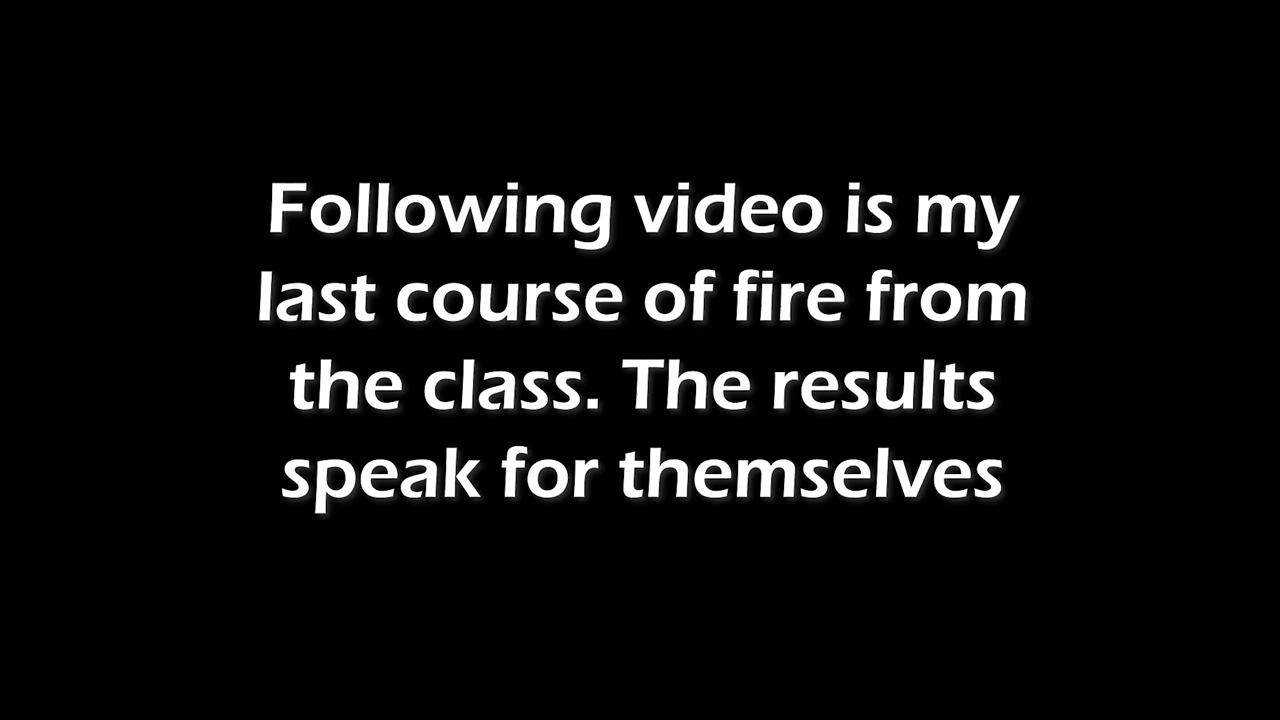 Following video is my
last course of fire from
the class. The results
speak for themselves